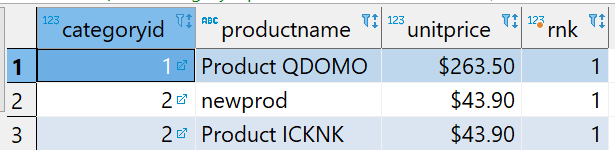 123 categoryid ABC productname 123 unitprice 123 rnk
1 1 Product QDOMO $263.50 1
2 2 newprod $43.90 1
3 2 Product ICKNK $43.90 1